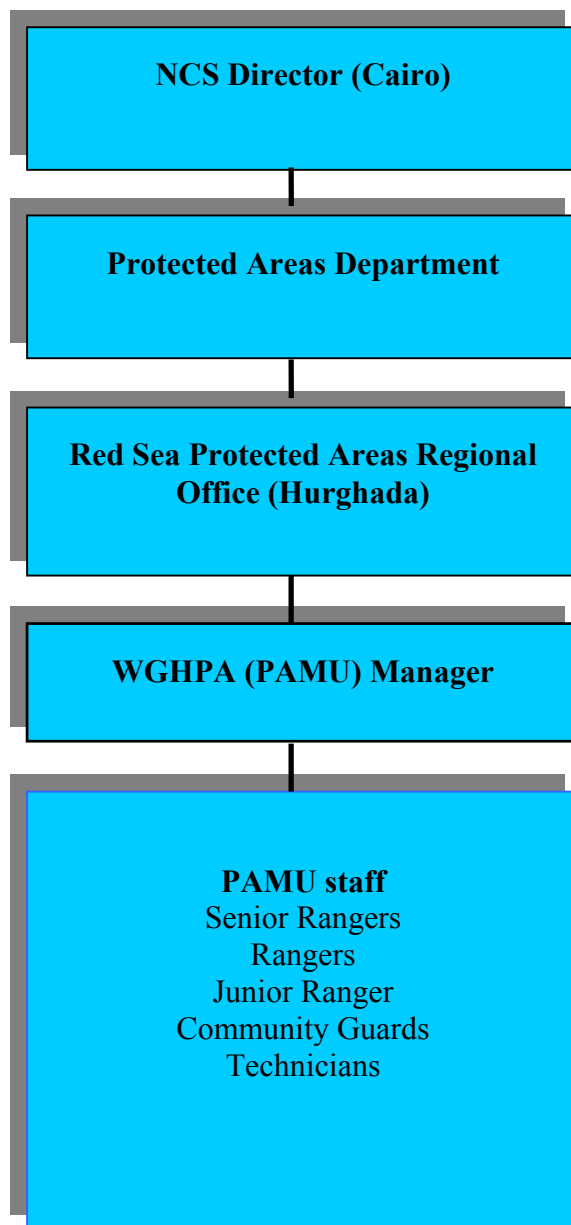 NCS Director (Cairo)
Protected Areas Department
Red Sea Protected Areas Regional
Office (Hurghada)
WGHPA (PAMU) Manager
PAMU staff
Senior Rangers
Rangers
Junior Ranger
Community Guards
Technicians